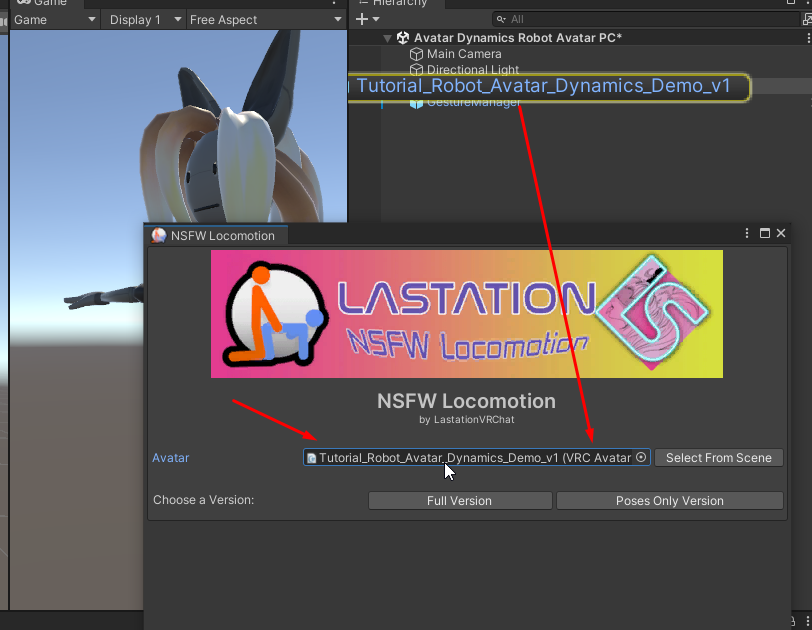 Game
Hierarchy
Game
Display 1
Free Aspect
All
Avatar Dynamics Robot Avatar PC*
Main Camera
Directional Light
Tutorial_Robot_Avatar_Dynamics_Demo_v1
GestureManager
NSFW Locomotion
LASTATION
NSFW Locomotion
NSFW Locomotion
by LastationVRChat
Avatar
Tutorial_Robot_Avatar_Dynamics_Demo_v1 (VRC Avatar
Select From Scene
Choose a Version:
Full Version
Poses Only Version